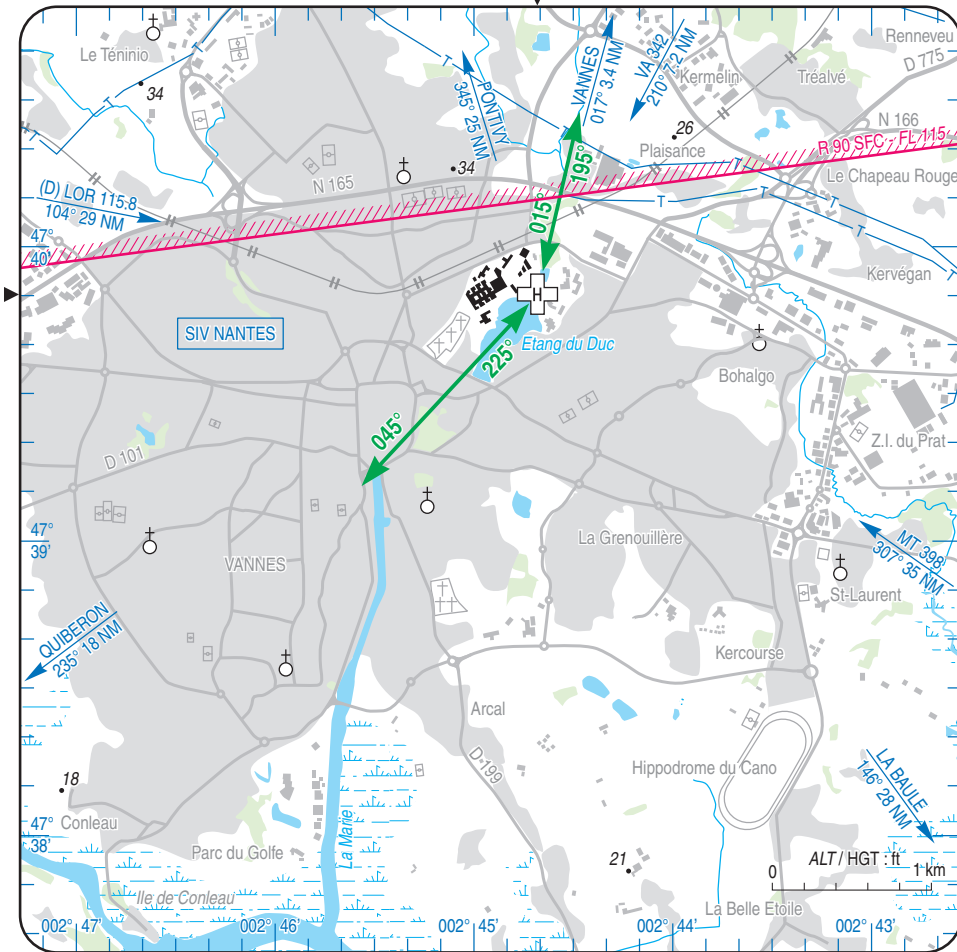 Le Téninio
34
PONTIVY
345° 25 NM
VANNES
017° 3.4 NM
VA 342
210° 7.2 NM
Kermelin
Tréalvé
Renneveu
D 775
N 166
26
Plaisance
R 90 SFC - FL 115
Le Chapeau Rouge
34
N 165
195°
015°
(D) LOR 115.8
104° 29 NM
47°
40'
Kervégan
H
SIV NANTES
Etang du Duc
225°
045°
Bohalgo
Z.I. du Prat
D 101
47°
39'
La Grenouillère
MT 398
307° 35 NM
VANNES
St-Laurent
QUIBERON
235° 18 NM
Kercourse
Arcal
D 199
Hippodrome du Cano
LA BAULE
146° 28 NM
18
Conleau
47°
38'
La Marle
Parc du Golfe
21
ALT / HGT : ft
0
1 km
Ile de Conleau
La Belle Etoile
002° 47'
002° 46'
002° 45'
002° 44'
002° 43'
T
T
T
T
T
T
T
T